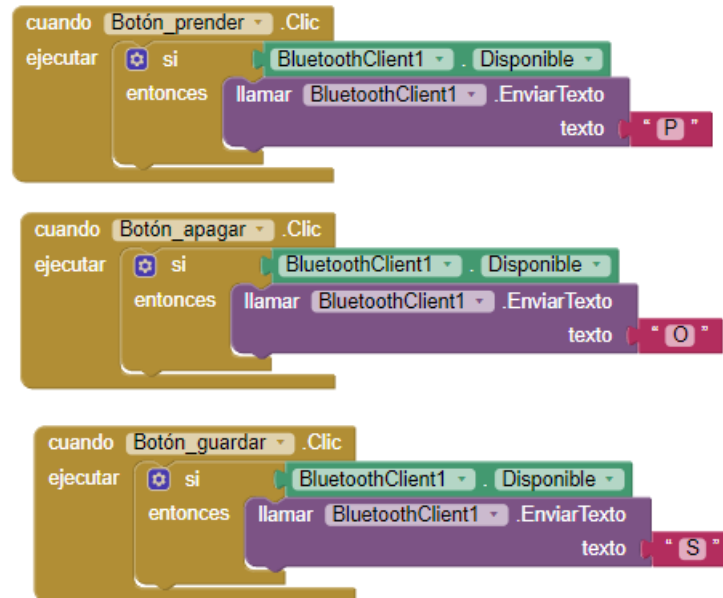 cuando Botón_prender .Clic
ejecutar si BluetoothClient1 . Disponible
entonces llamar BluetoothClient1 .EnviarTexto
texto " P "
cuando Botón_apagar .Clic
ejecutar si BluetoothClient1 . Disponible
entonces llamar BluetoothClient1 .EnviarTexto
texto " O "
cuando Botón_guardar .Clic
ejecutar si BluetoothClient1 . Disponible
entonces llamar BluetoothClient1 .EnviarTexto
texto " S "